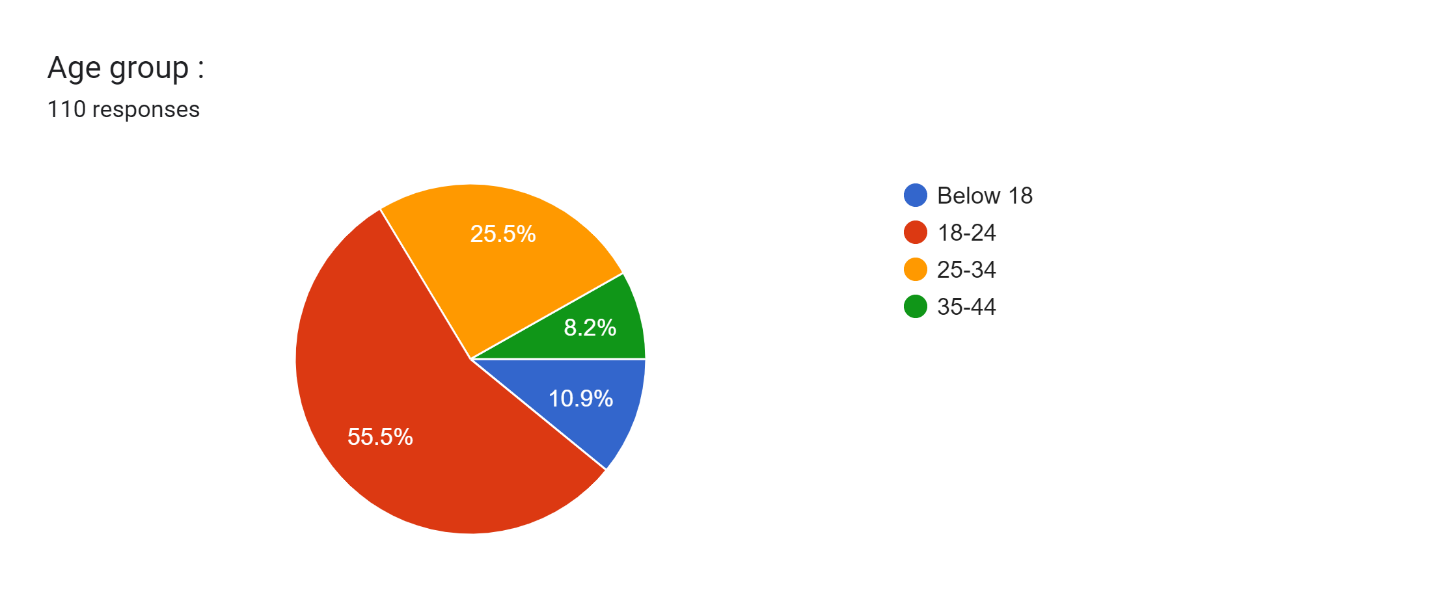 Age group :
110 responses
25.5%
8.2%
10.9%
55.5%
Below 18
18-24
25-34
35-44